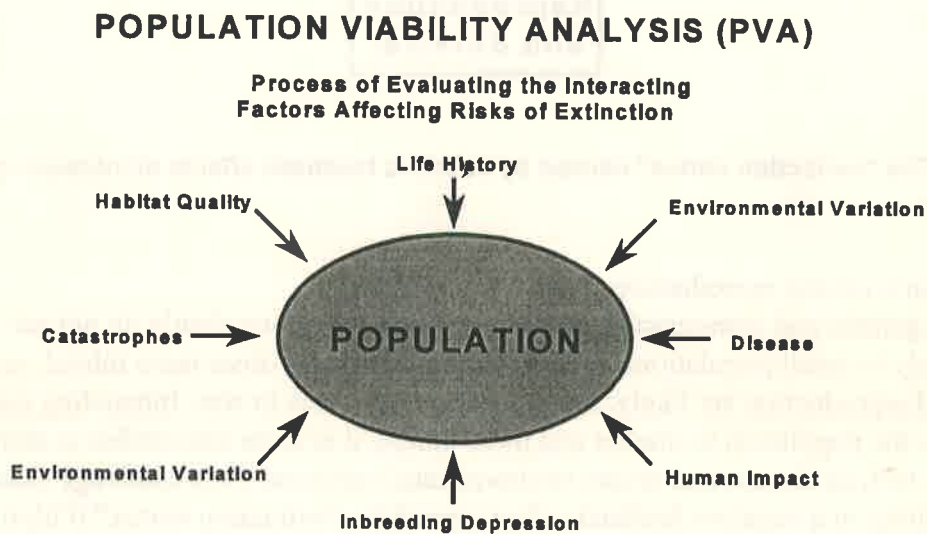 POPULATION VIABILITY ANALYSIS (PVA)
Process of Evaluating the Interacting
Factors Affecting Risks of Extinction
Life History
Habitat Quality
Environmental Variation
Catastrophes
POPULATION
Disease
Environmental Variation
Human Impact
Inbreeding Depression